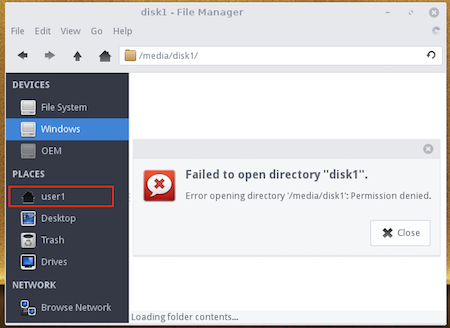 disk1 - File Manager
File Edit View Go Help
/media/disk1/
DEVICES
File System
Windows
OEM
PLACES
user1
Desktop
Trash
Drives
NETWORK
Browse Network
Failed to open directory "disk1".
Error opening directory '/media/disk1': Permission denied.
Close
Loading folder contents...